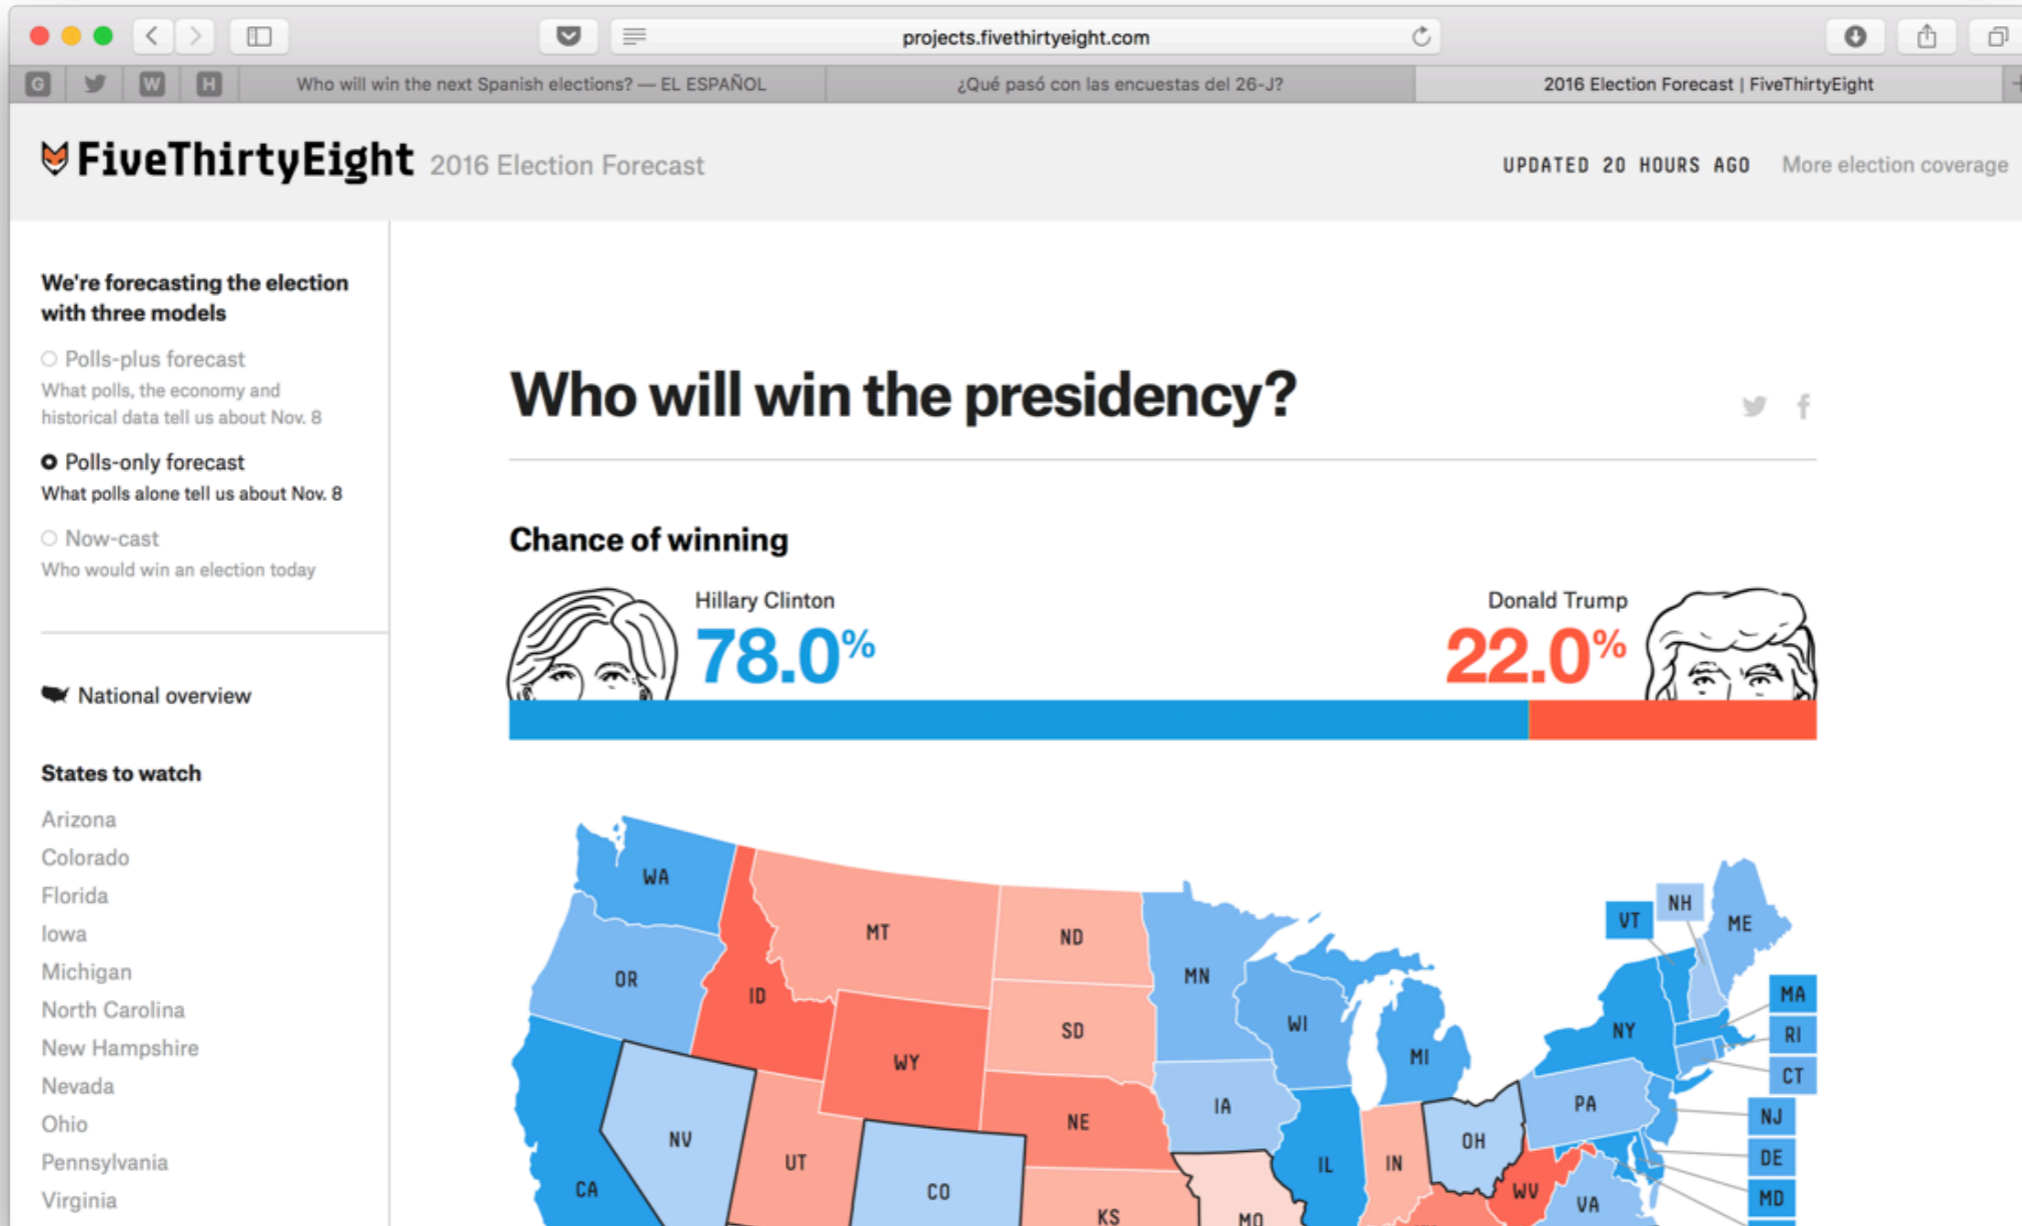 projects.fivethirtyeight.com
G
W
H
Who will win the next Spanish elections? — EL ESPAÑOL
¿Qué pasó con las encuestas del 26-J?
2016 Election Forecast | FiveThirtyEight
FiveThirtyEight 2016 Election Forecast
UPDATED 20 HOURS AGO
More election coverage
We're forecasting the election
with three models
Polls-plus forecast
What polls, the economy and
historical data tell us about Nov. 8
Polls-only forecast
What polls alone tell us about Nov. 8
Now-cast
Who would win an election today
National overview
States to watch
Arizona
Colorado
Florida
Iowa
Michigan
North Carolina
New Hampshire
Nevada
Ohio
Pennsylvania
Virginia
Who will win the presidency?
Chance of winning
Hillary Clinton
78.0%
Donald Trump
22.0%
WA
MT
ND
MN
VT
NH
ME
OR
ID
SD
WI
MI
NY
MA
RI
CT
WY
NE
IA
PA
NJ
NV
UT
CO
OH
IL
IN
DE
CA
KS
MO
WV
VA
MD